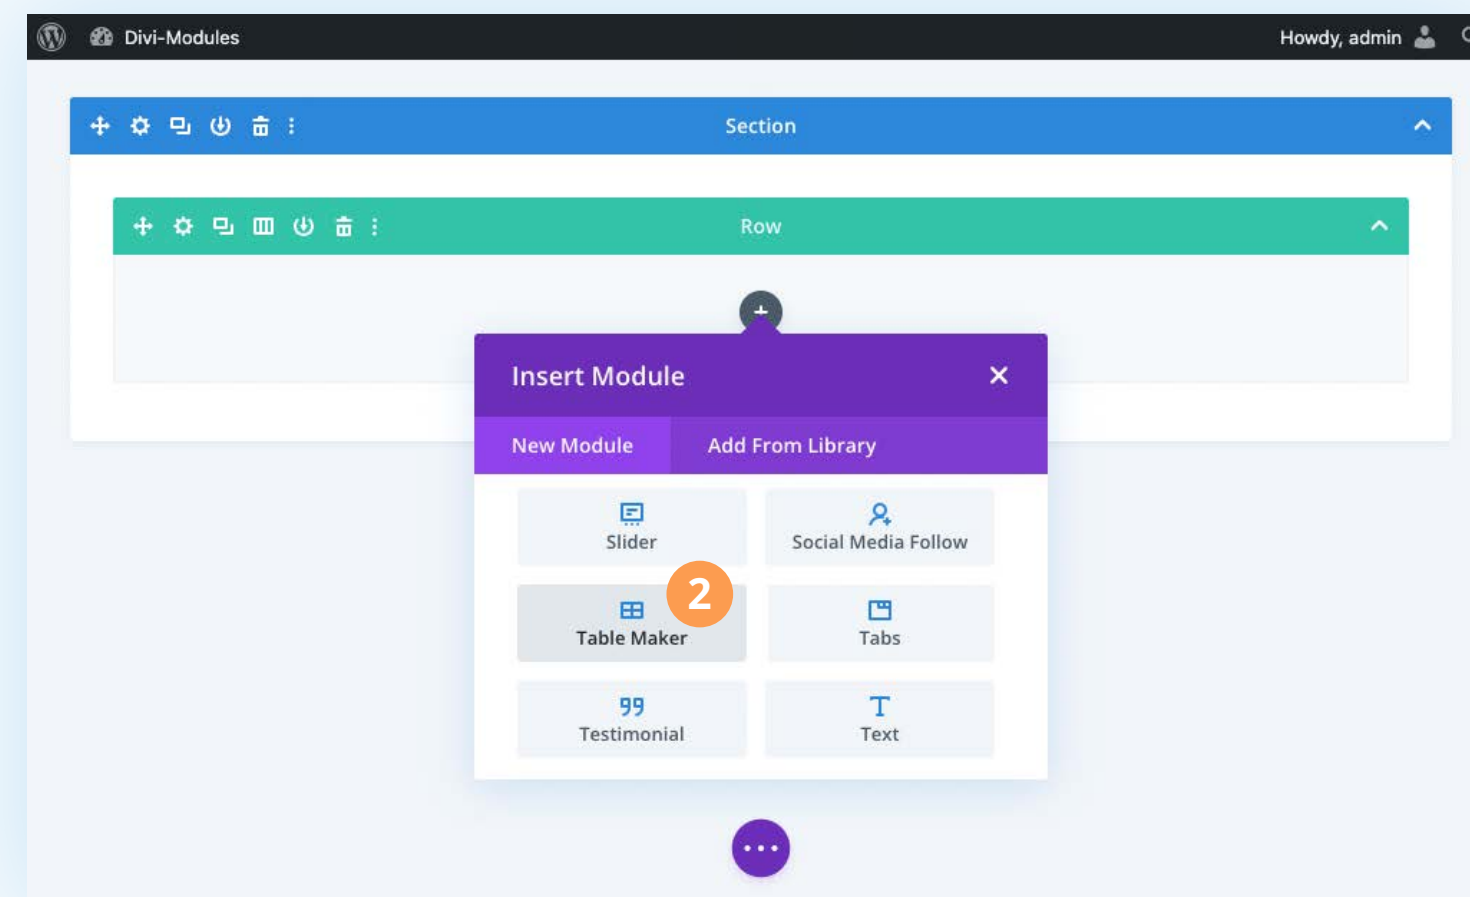 Divi-Modules
Howdy, admin
Section
Row
Insert Module
New Module
Add From Library
Slider
Social Media Follow
2
Table Maker
Tabs
Testimonial
Text